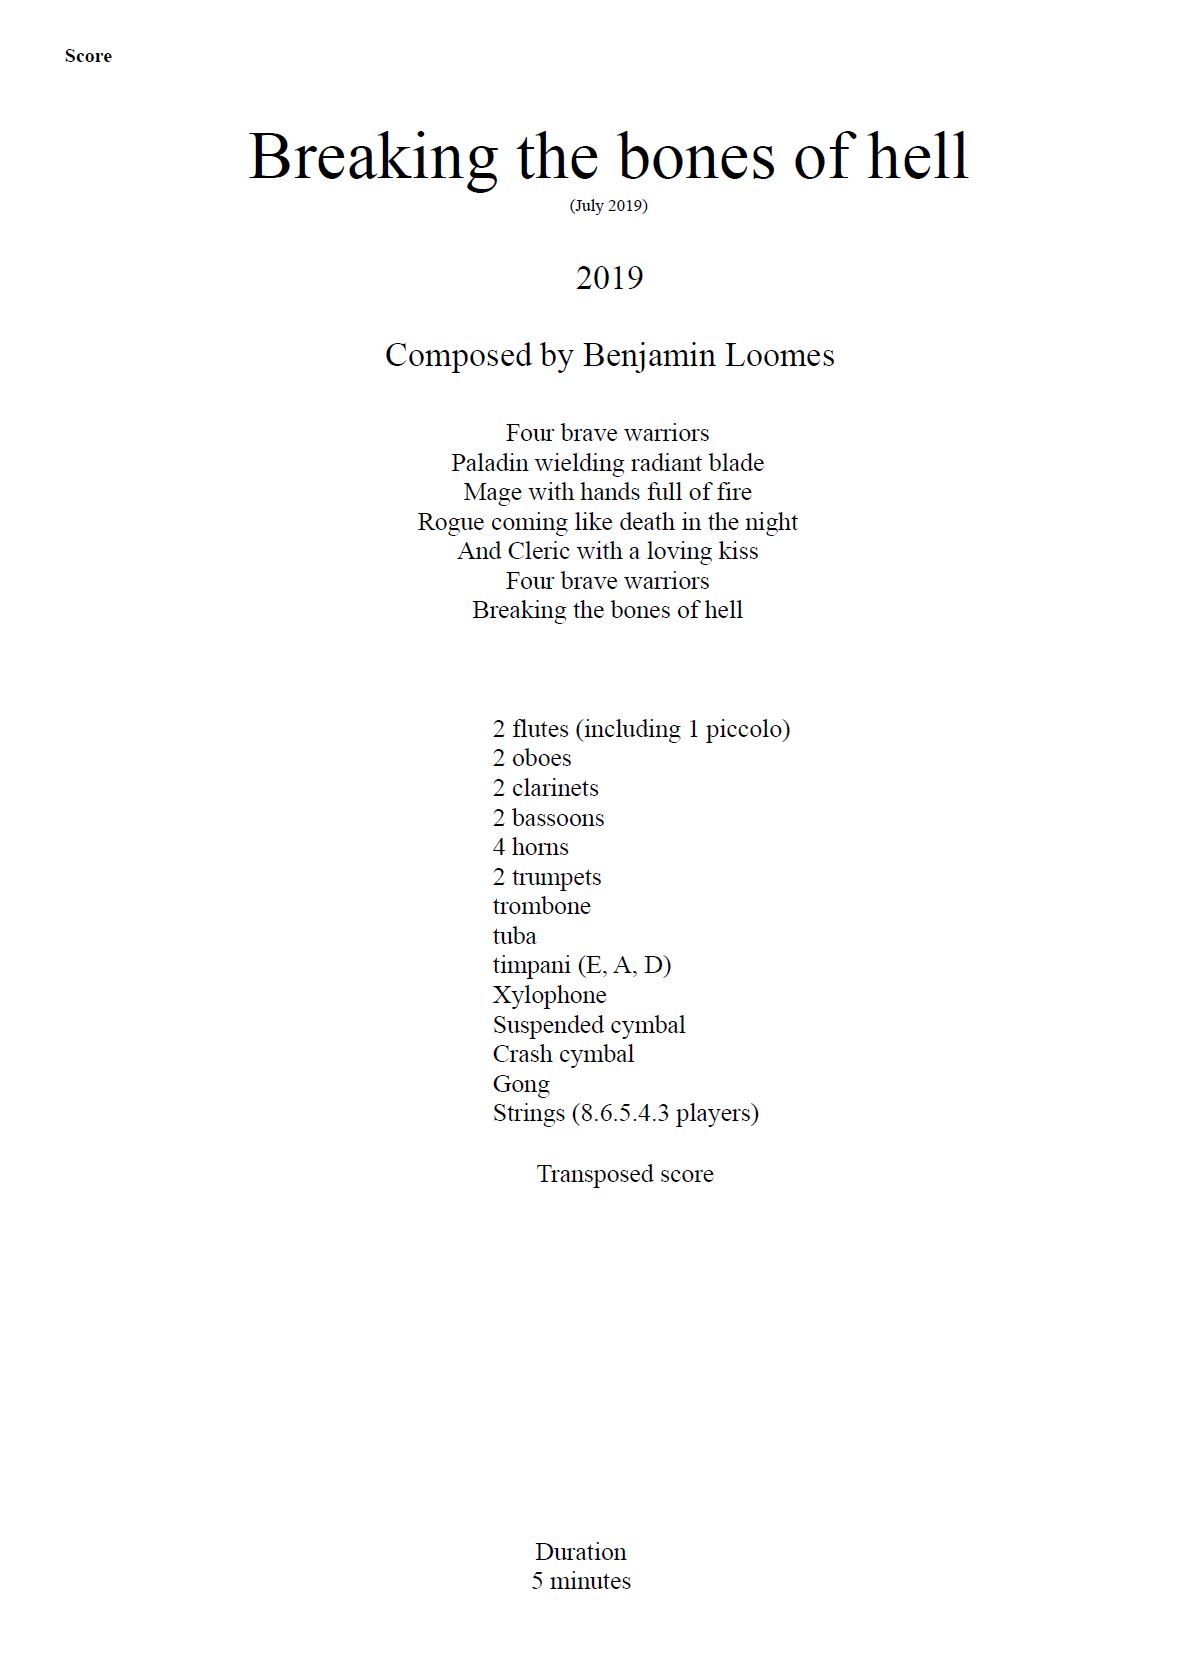 Score
Breaking the bones of hell
(July 2019)
2019
Composed by Benjamin Loomes
Four brave warriors
Paladin wielding radiant blade
Mage with hands full of fire
Rogue coming like death in the night
And Cleric with a loving kiss
Four brave warriors
Breaking the bones of hell
2 flutes (including 1 piccolo)
2 oboes
2 clarinets
2 bassoons
4 horns
2 trumpets
trombone
tuba
timpani (E, A, D)
Xylophone
Suspended cymbal
Crash cymbal
Gong
Strings (8.6.5.4.3 players)
Transposed score
Duration
5 minutes